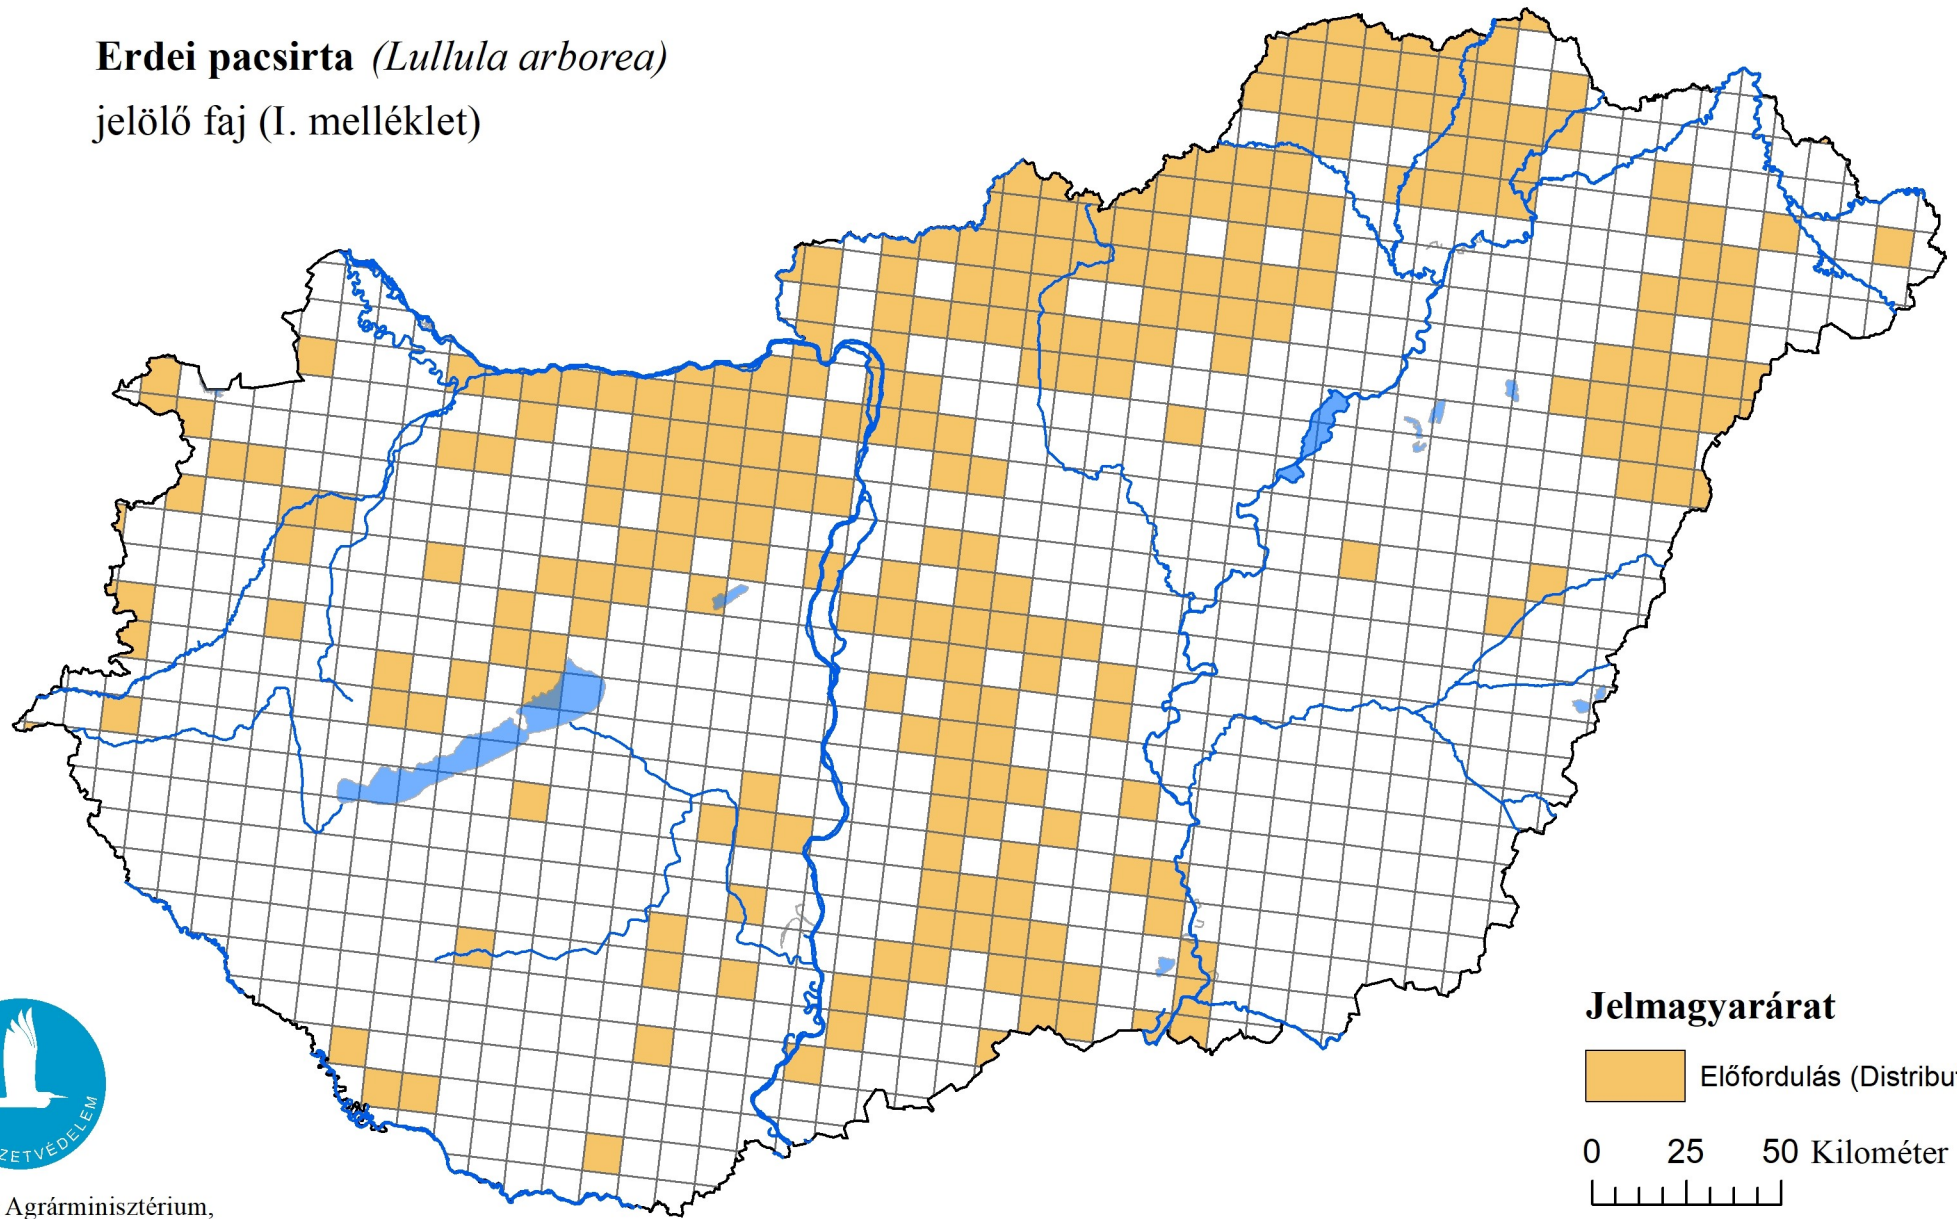 Erdei pacsirta (Lullula arborea)
jelölő faj (I. melléklet)
Jelmagyarárat
Előfordulás (Distribu
0 25 50 Kilométer
ZETVÉDELEM
Agrárminisztérium,